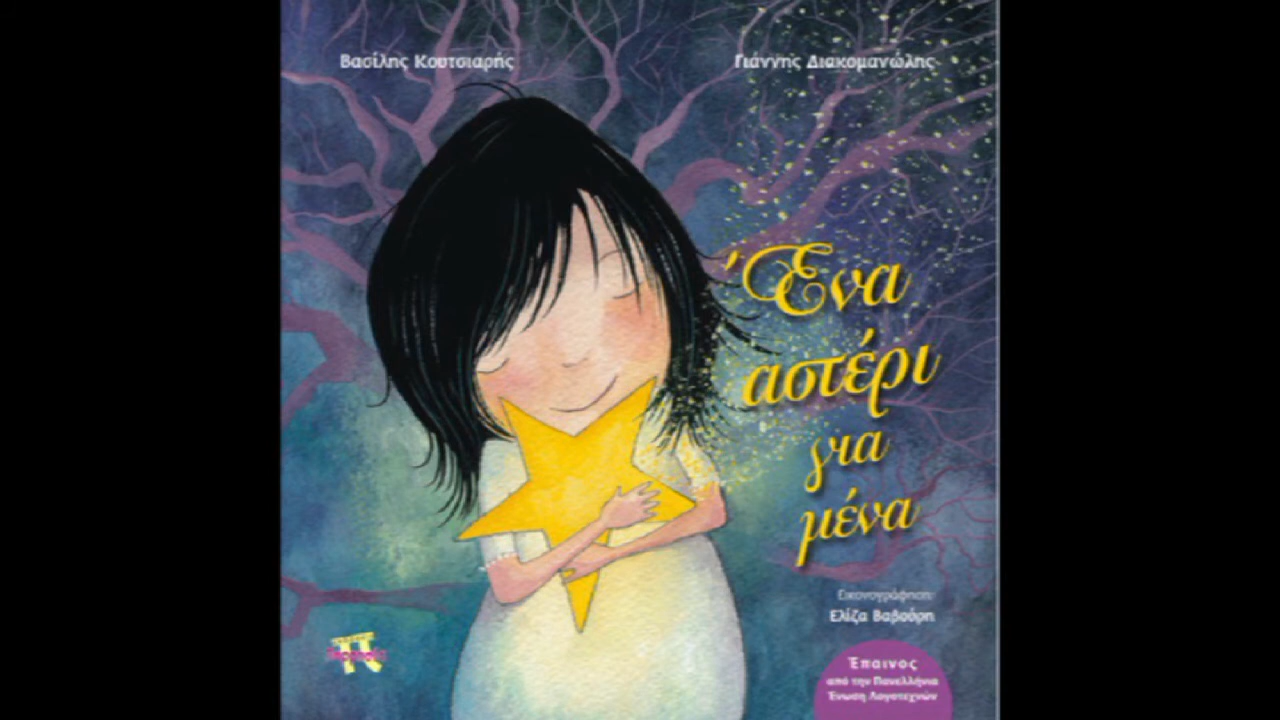 Βασίλης Κουτσιαρής
Γιάννης Διακομανώλης
Ένα
αστέρι
για
μένα
Εικονογράφηση:
Ελίζα Βαβούρη
Έπαινος
από την Πανελλήνια
Ένωση Λογοτεχνών
π